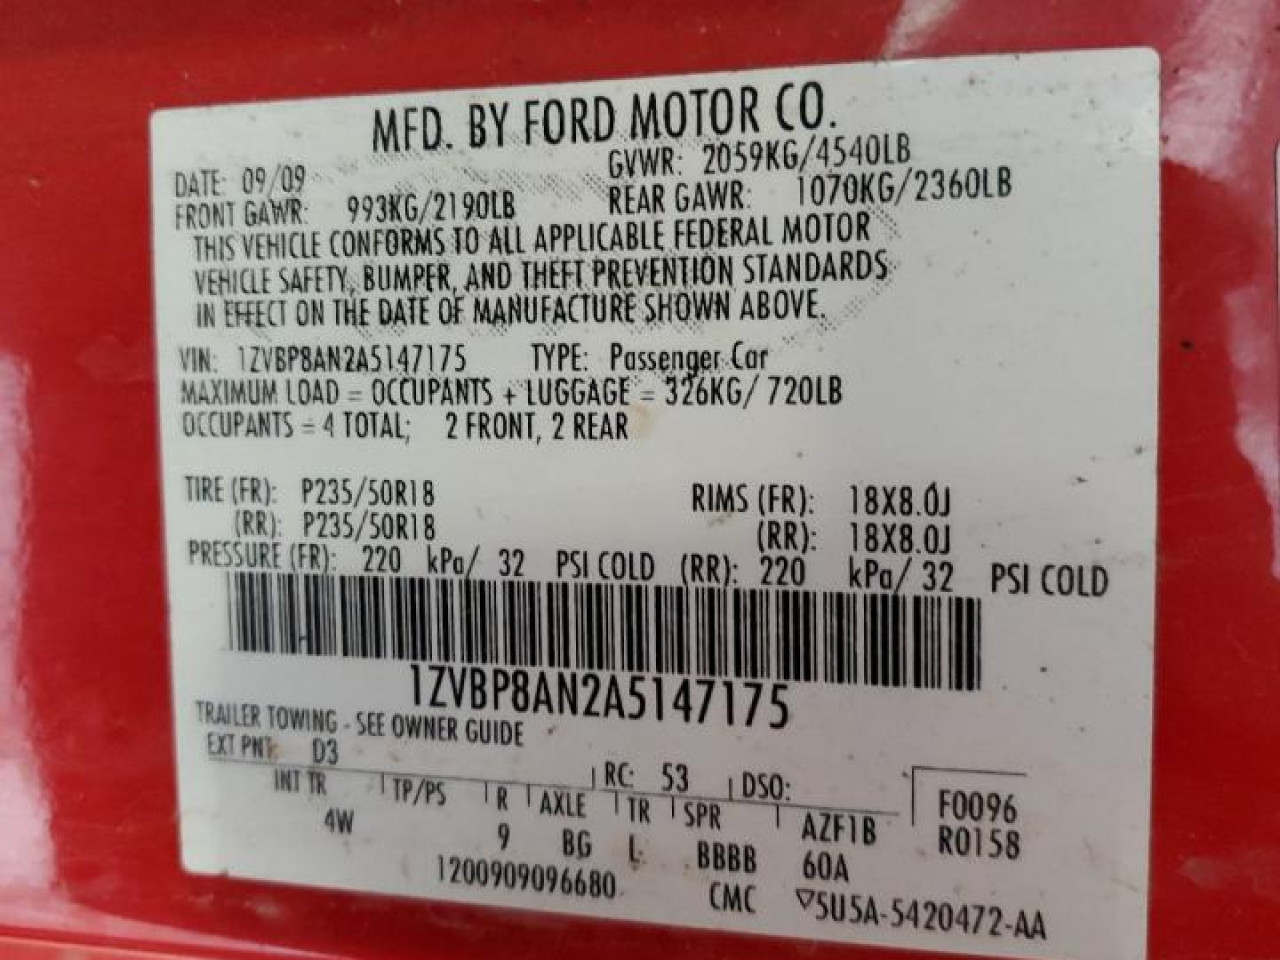 MFD. BY FORD MOTOR CO.
DATE: 09/09 GVWR: 2059KG/4540LB
FRONT GAWR: 993KG/2190LB REAR GAWR: 1070KG/2360LB
THIS VEHICLE CONFORMS TO ALL APPLICABLE FEDERAL MOTOR
VEHICLE SAFETY, BUMPER, AND THEFT PREVENTION STANDARDS
IN EFFECT ON THE DATE OF MANUFACTURE SHOWN ABOVE.
VIN: 1ZVBP8AN2A5147175 TYPE: Passenger Car
MAXIMUM LOAD = OCCUPANTS + LUGGAGE = 326KG/ 720LB
OCCUPANTS = 4 TOTAL; 2 FRONT, 2 REAR
TIRE (FR): P235/50R18 RIMS (FR): 18X8.0J
(RR): P235/50R18 (RR): 18X8.0J
PRESSURE (FR): 220 kPa/ 32 PSI COLD (RR): 220 kPa/ 32 PSI COLD
1ZVBP8AN2A5147175
TRAILER TOWING - SEE OWNER GUIDE
EXT PNT: D3 RC: 53 DSO: F0096
INT TR TP/PS R AXLE TR SPR AZF1B R0158
4W 9 BG L BBBB 60A
1200909096680 CMC ▽5U5A-5420472-AA